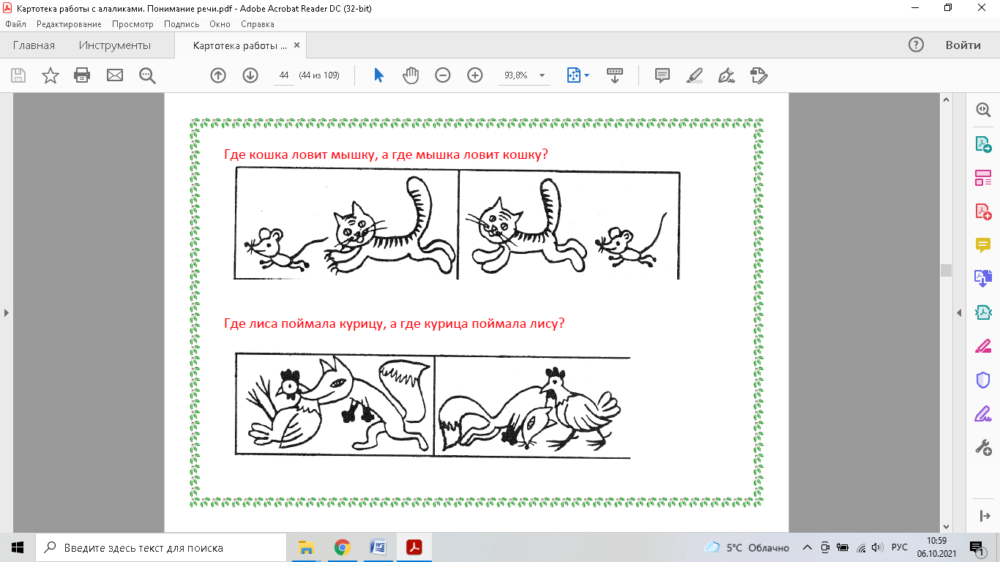 Картотека работы с алаликами. Понимание речи.pdf - Adobe Acrobat Reader DC (32-bit)
Файл Редактирование Просмотр Подпись Окно Справка
Главная Инструменты Картотека работы ... × Войти
44 (44 из 109) 93,8%
Где кошка ловит мышку, а где мышка ловит кошку?
Где лиса поймала курицу, а где курица поймала лису?
Введите здесь текст для поиска
5°C Облачно
РУС
10:59
06.10.2021
1